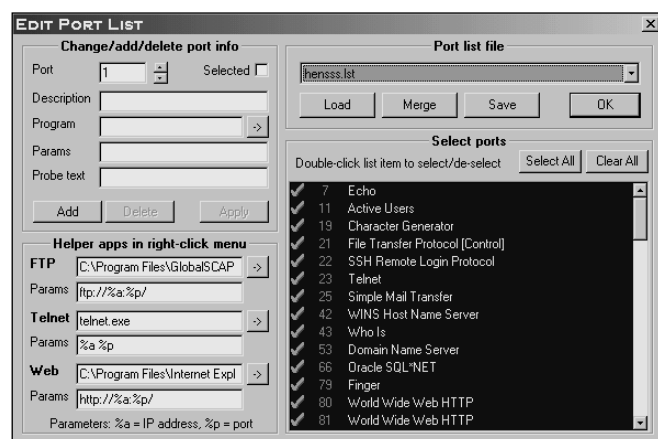 EDIT PORT LIST
Change/add/delete port info
Port 1 Selected
Description
Program ->
Params
Probe text
Add Delete Apply
Helper apps in right-click menu
FTP C:\Program Files\GlobalSCAP ->
Params ftp://%a:%p/
Telnet telnet.exe ->
Params %a %p
Web C:\Program Files\Internet Expl ->
Params http://%a:%p/
Parameters: %a = IP address, %p = port
Port list file
hensss.lst
Load Merge Save OK
Select ports
Double-click list item to select/de-select Select All Clear All
7 Echo
11 Active Users
19 Character Generator
21 File Transfer Protocol [Control]
22 SSH Remote Login Protocol
23 Telnet
25 Simple Mail Transfer
42 WINS Host Name Server
43 Who Is
53 Domain Name Server
66 Oracle SQL*NET
79 Finger
80 World Wide Web HTTP
81 World Wide Web HTTP